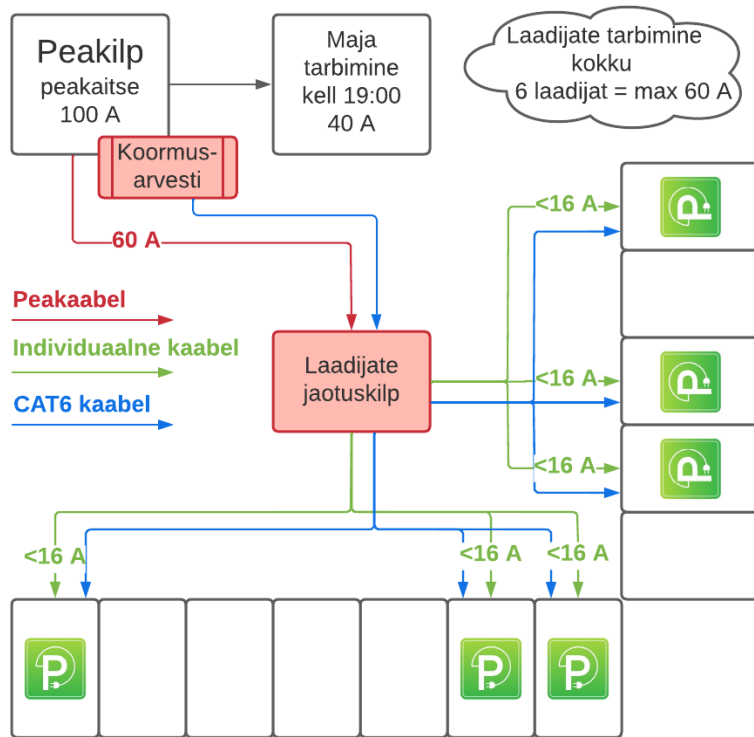 Peakilp
peakaitse
100 A
Maja
tarbimine
kell 19:00
40 A
Laadijate tarbimine
kokku
6 laadijat = max 60 A
Koormus-
arvesti
60 A
<16 A
Peakaabel
Individuaalne kaabel
CAT6 kaabel
Laadijate
jaotuskilp
<16 A
<16 A
<16 A
<16 A
<16 A
P
P
P
P
P
P